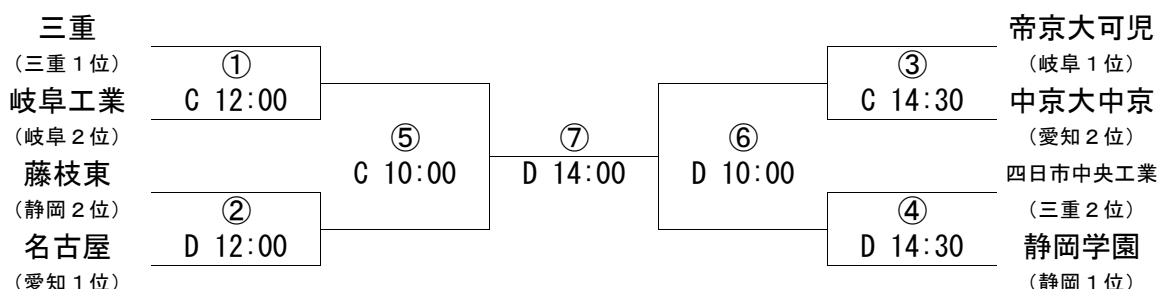 三重
(三重1位)
①
C 12:00
岐阜工業
(岐阜2位)
藤枝東
(静岡2位)
②
D 12:00
名古屋
(愛知1位)
⑤
C 10:00
⑦
D 14:00
⑥
D 10:00
帝京大可児
(岐阜1位)
③
C 14:30
中京大中京
(愛知2位)
四日市中央工業
(三重2位)
④
D 14:30
静岡学園
(静岡1位)